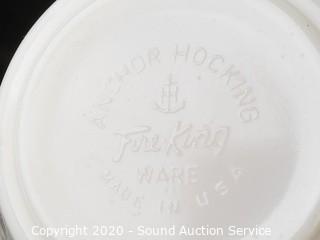 ANCHOR HOCKING
Fire-King
WARE
MADE IN USA
Copyright 2020 - Sound Auction Service